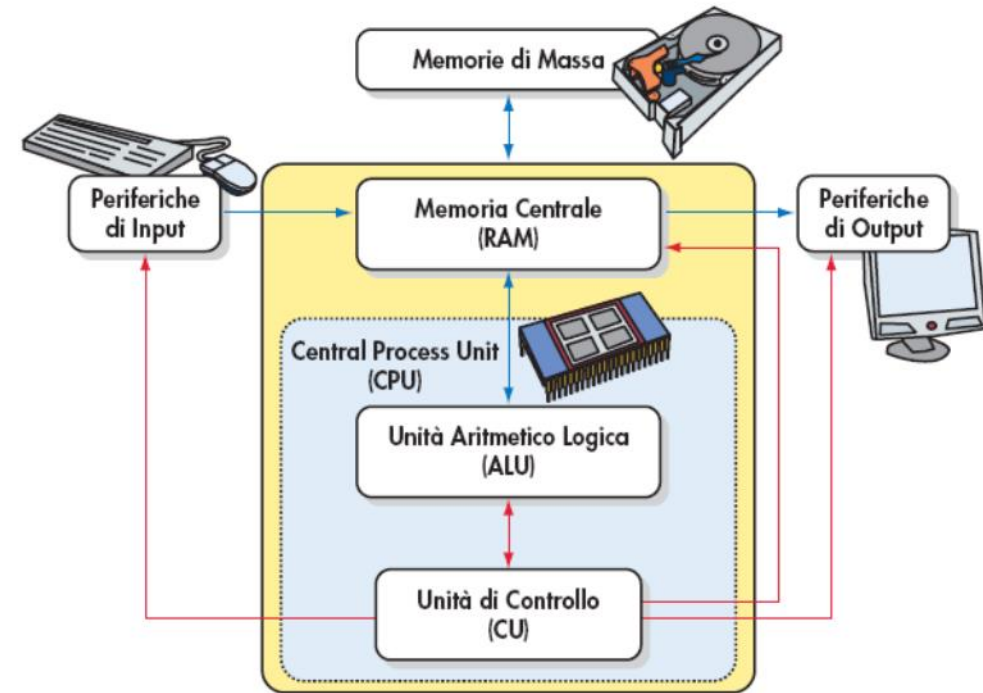 Memorie di Massa
Periferiche
di Input
Memoria Centrale
(RAM)
Periferiche
di Output
Central Process Unit
(CPU)
Unità Aritmetico Logica
(ALU)
Unità di Controllo
(CU)